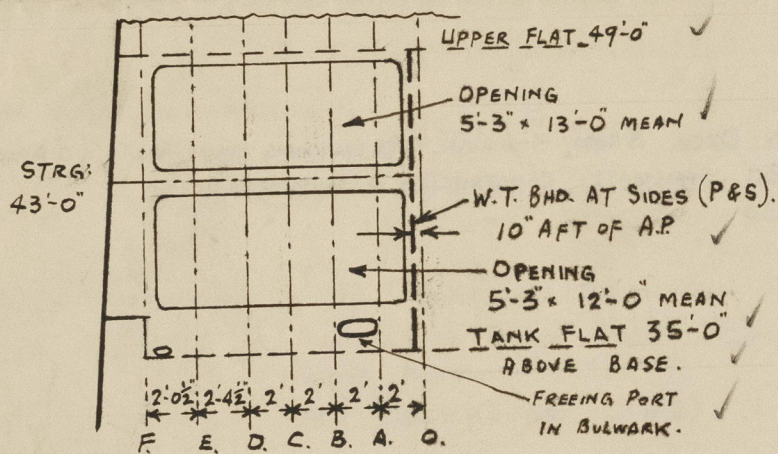 UPPER FLAT 49'-0"
OPENING
5'-3" × 13'-0" MEAN
STRG:
43'-0"
W.T. BHD. AT SIDES (P & S).
10" AFT OF A.P.
OPENING
5'-3" × 12'-0" MEAN
TANK FLAT 35'-0"
ABOVE BASE.
FREEING PORT
IN BULWARK.
2'-0½" 2'-4½" 2' 2' 2' 2'
F. E. D. C. B. A. O.